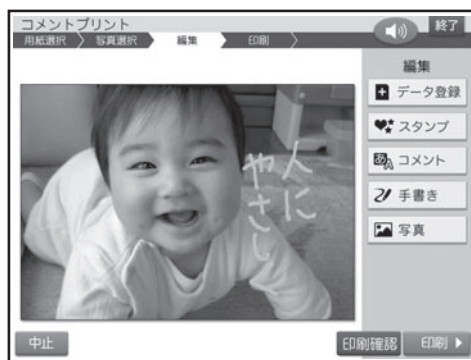 コメントプリント
終了
用紙選択
写真選択
編集
印刷
編集
データ登録
スタンプ
あA コメント
手書き
写真
人に
やさし
中止
印刷確認
印刷